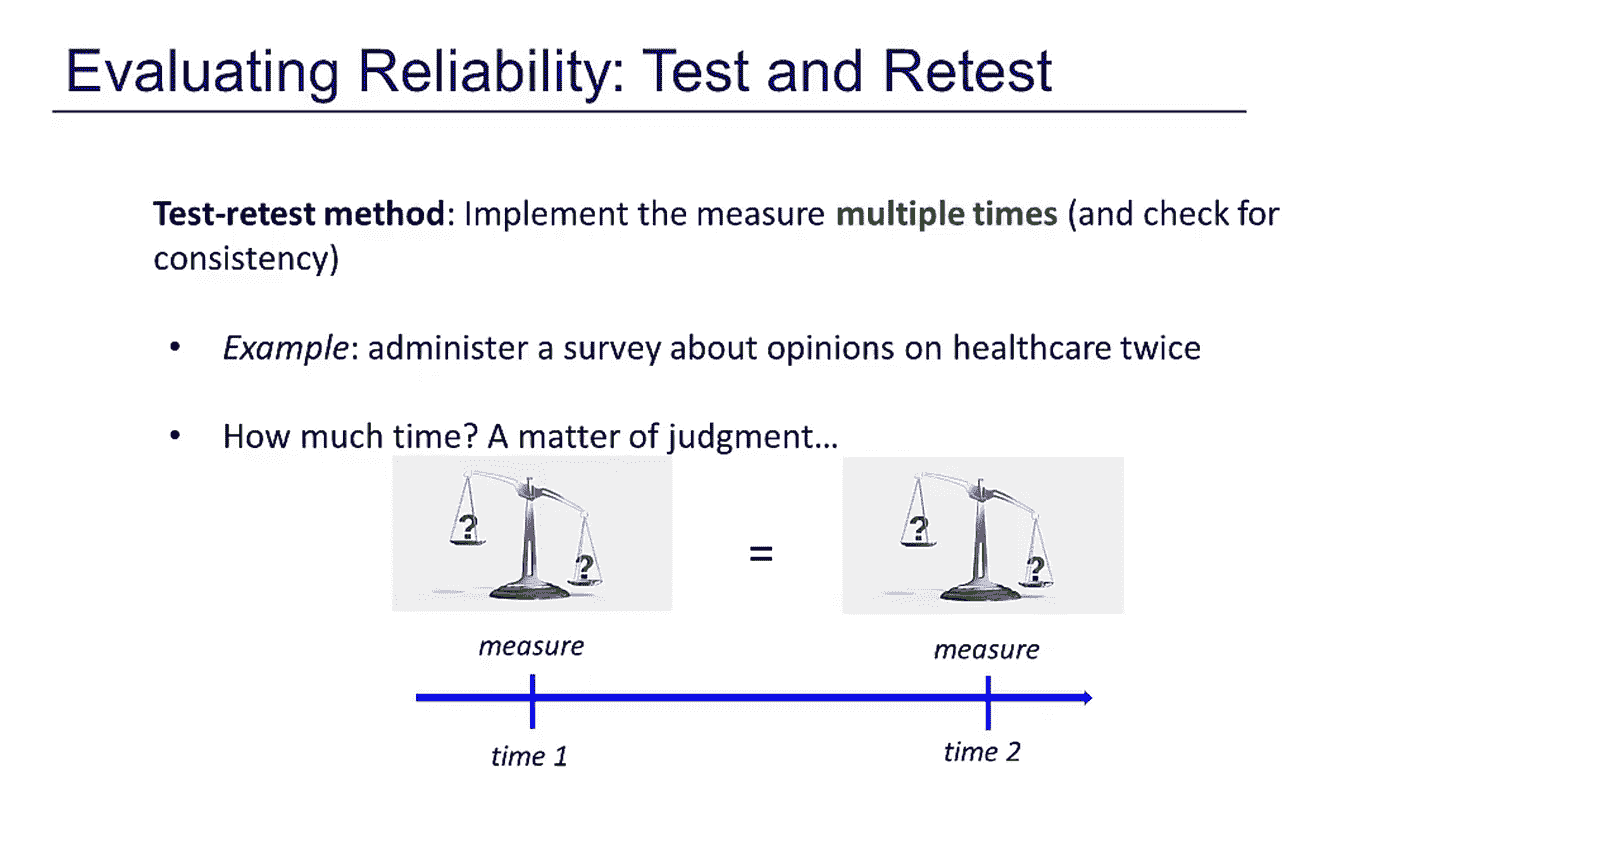 Evaluating Reliability: Test and Retest
Test-retest method: Implement the measure multiple times (and check for
consistency)
• Example: administer a survey about opinions on healthcare twice
• How much time? A matter of judgment...
? ? = ? ?
measure measure
time 1 time 2